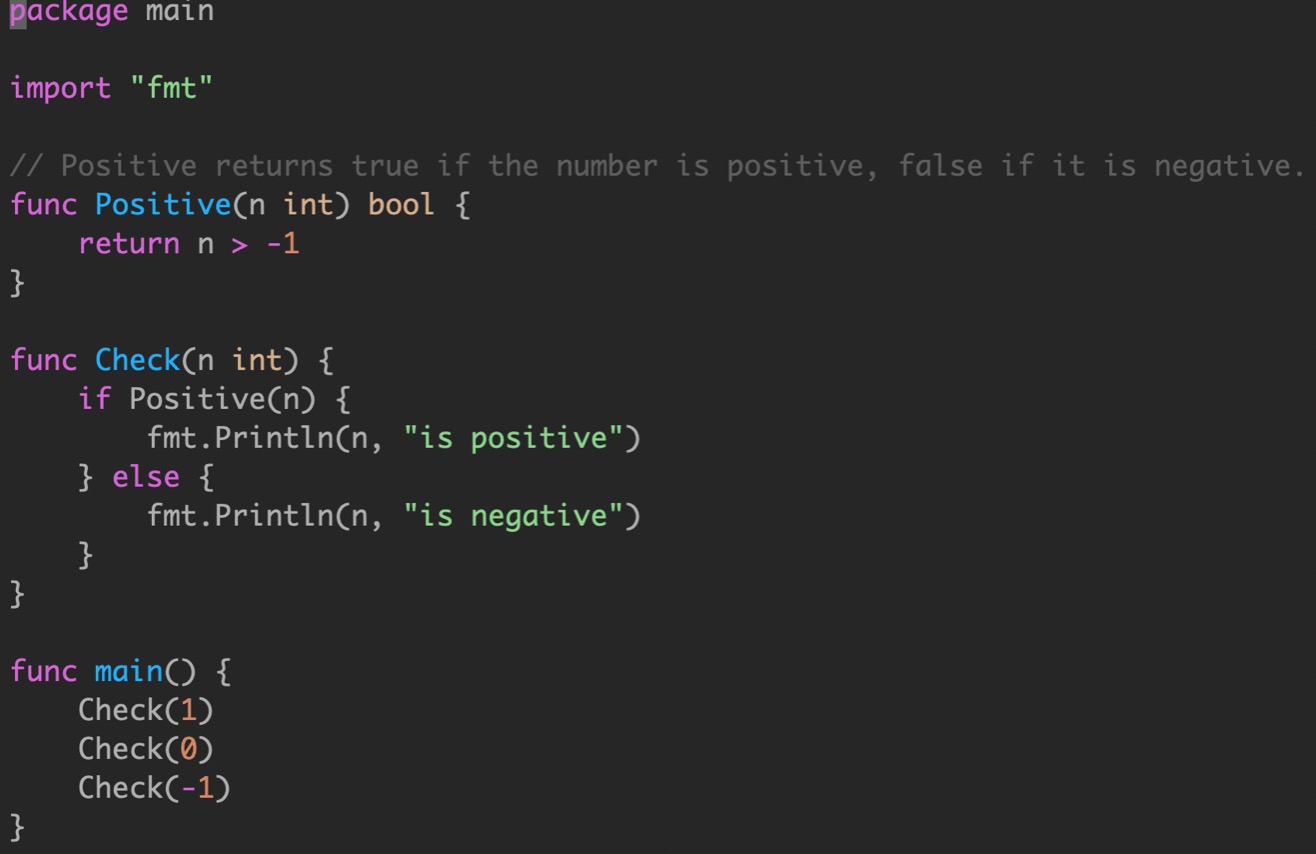 package main

import "fmt"

// Positive returns true if the number is positive, false if it is negative.
func Positive(n int) bool {
    return n > -1
}

func Check(n int) {
    if Positive(n) {
        fmt.Println(n, "is positive")
    } else {
        fmt.Println(n, "is negative")
    }
}

func main() {
    Check(1)
    Check(0)
    Check(-1)
}